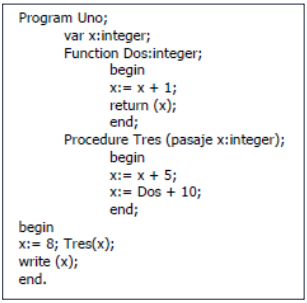 Program Uno;
var x:integer;
Function Dos:integer;
begin
x:= x + 1;
return (x);
end;
Procedure Tres (pasaje x:integer);
begin
x:= x + 5;
x:= Dos + 10;
end;
begin
x:= 8; Tres(x);
write (x);
end.